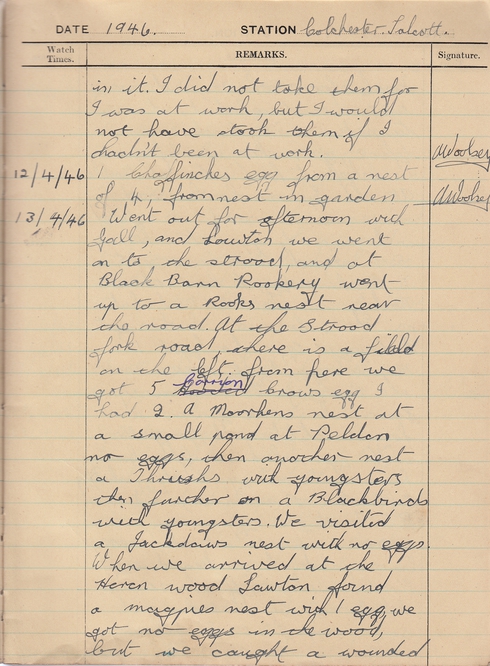 DATE 1946. STATION Colchester. Salcott.
Watch Times. REMARKS. Signature.
in it. I did not take them for
I was at work, but I would
not have took them if I
hadn't been at work. AWoolsey
12/4/46 1 Chaffinches egg from a nest
of 4, from nest in garden AWoolsey
13/4/46 Went out for afternoon with
Gall, and Lawton we went
on to the strood, and at
Black Barn Rookery went
up to a Rooks nest near
the road. At the Strood
fork road, there is a field
on the left. from here we
got 5 Carrion crows egg I
had 2. A Moorhens nest at
a small pond at Peldon
no eggs, then another nest
a Thrushs with youngsters
then further on a Blackbirds
with youngsters. We visited
a Jackdaws nest with no eggs.
When we arrived at the
Heron wood Lawton found
a magpies nest with 1 egg, we
got no eggs in the wood,
but we caught a wounded